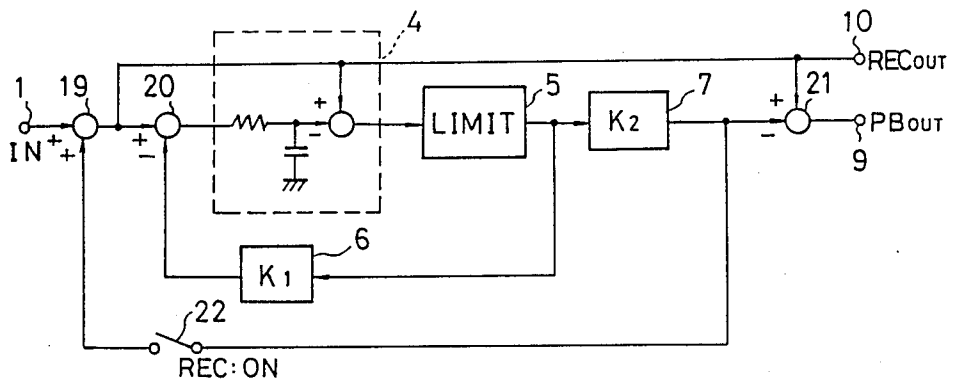 4
10
RECOUT
1
19
20
5
7
21
+
-
+
-
LIMIT
K2
+
-
PBOUT
IN
+
+
9
6
K1
22
REC:ON